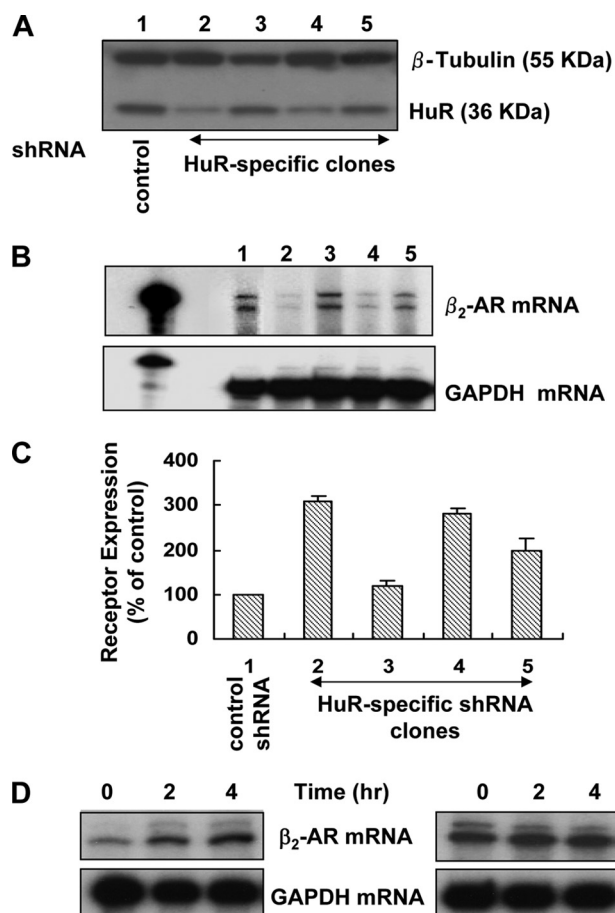 A
1 2 3 4 5
β-Tubulin (55 KDa)
HuR (36 KDa)
shRNA
control
HuR-specific clones
B
1 2 3 4 5
β2-AR mRNA
GAPDH mRNA
C
Receptor Expression
(% of control)
400
300
200
100
0
1 2 3 4 5
control
shRNA
HuR-specific shRNA
clones
D
0 2 4 Time (hr) 0 2 4
β2-AR mRNA
GAPDH mRNA